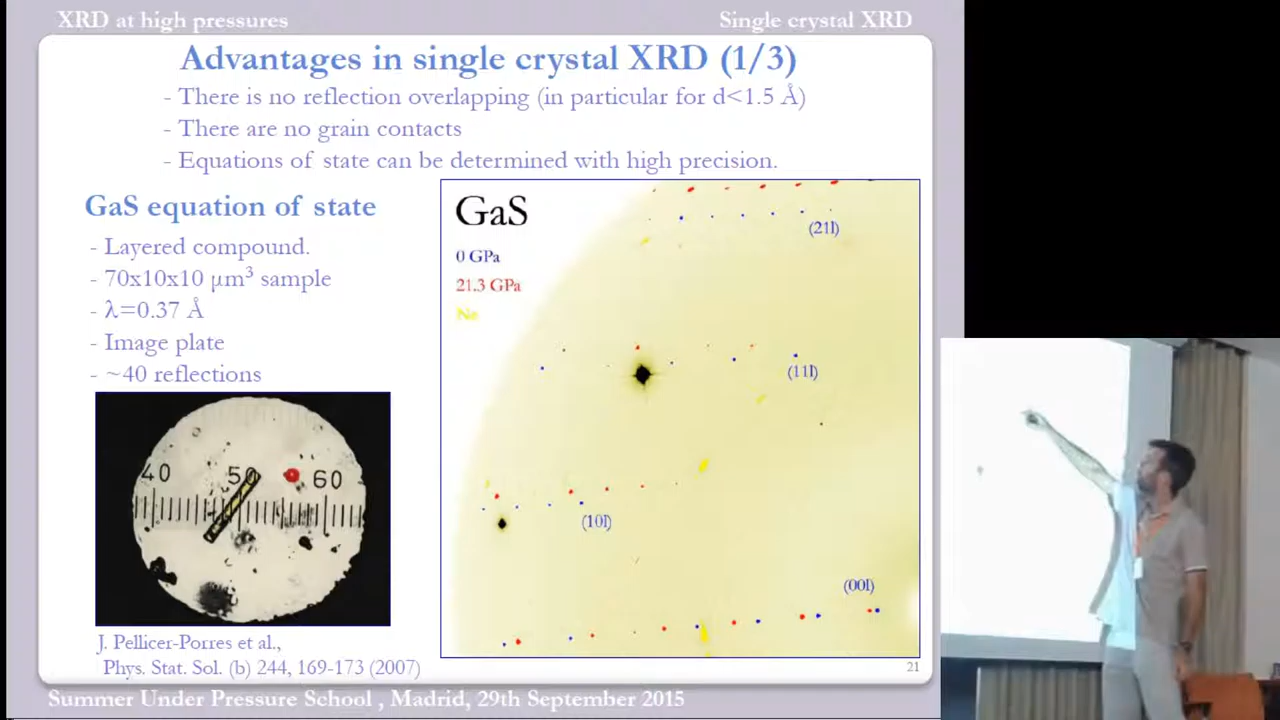 XRD at high pressures
Single crystal XRD
Advantages in single crystal XRD (1/3)
- There is no reflection overlapping (in particular for d<1.5 Å)
- There are no grain contacts
- Equations of state can be determined with high precision.
GaS equation of state
- Layered compound.
- 70x10x10 µm³ sample
- λ=0.37 Å
- Image plate
- ~40 reflections
40 50 60
J. Pellicer-Porres et al.,
Phys. Stat. Sol. (b) 244, 169-173 (2007)
GaS
0 GPa
21.3 GPa
Ne
(21l)
(11l)
(10l)
(00l)
21
Summer Under Pressure School , Madrid, 29th September 2015